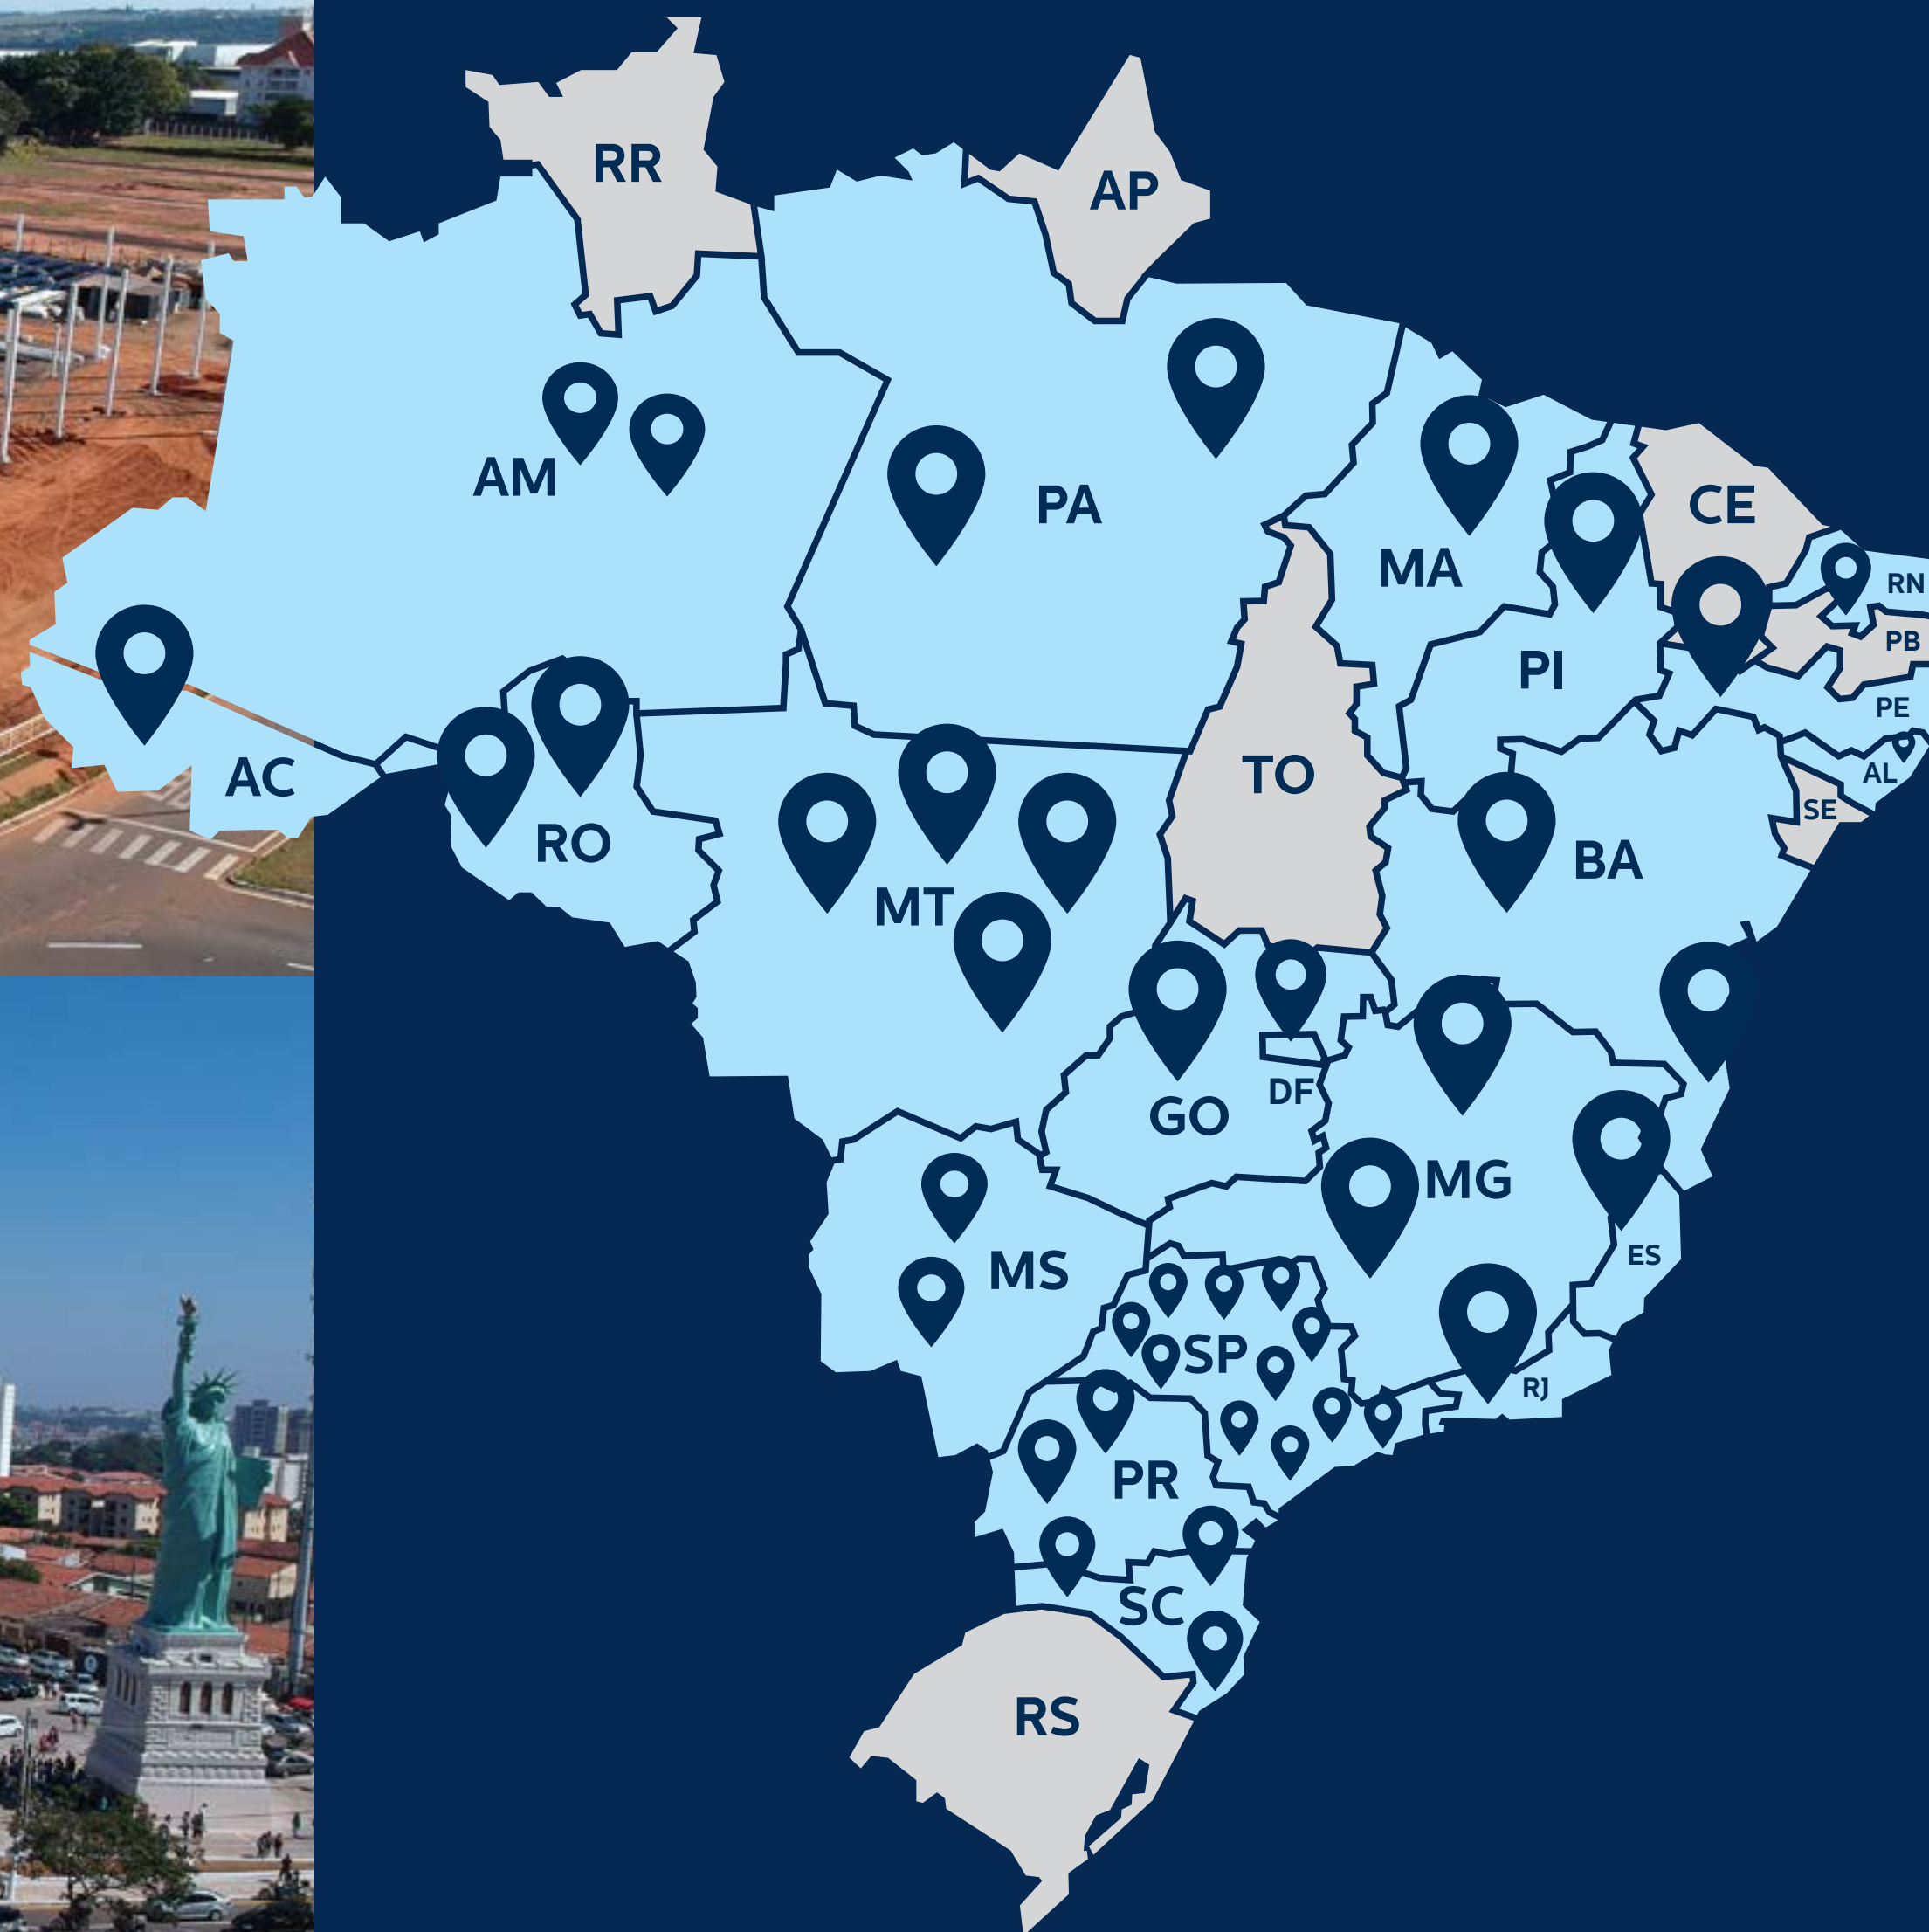 RR
AP
AM
PA
CE
MA
RN
PB
PI
PE
AC
TO
AL
SE
RO
BA
MT
DF
GO
MG
ES
MS
SP
RJ
PR
SC
RS